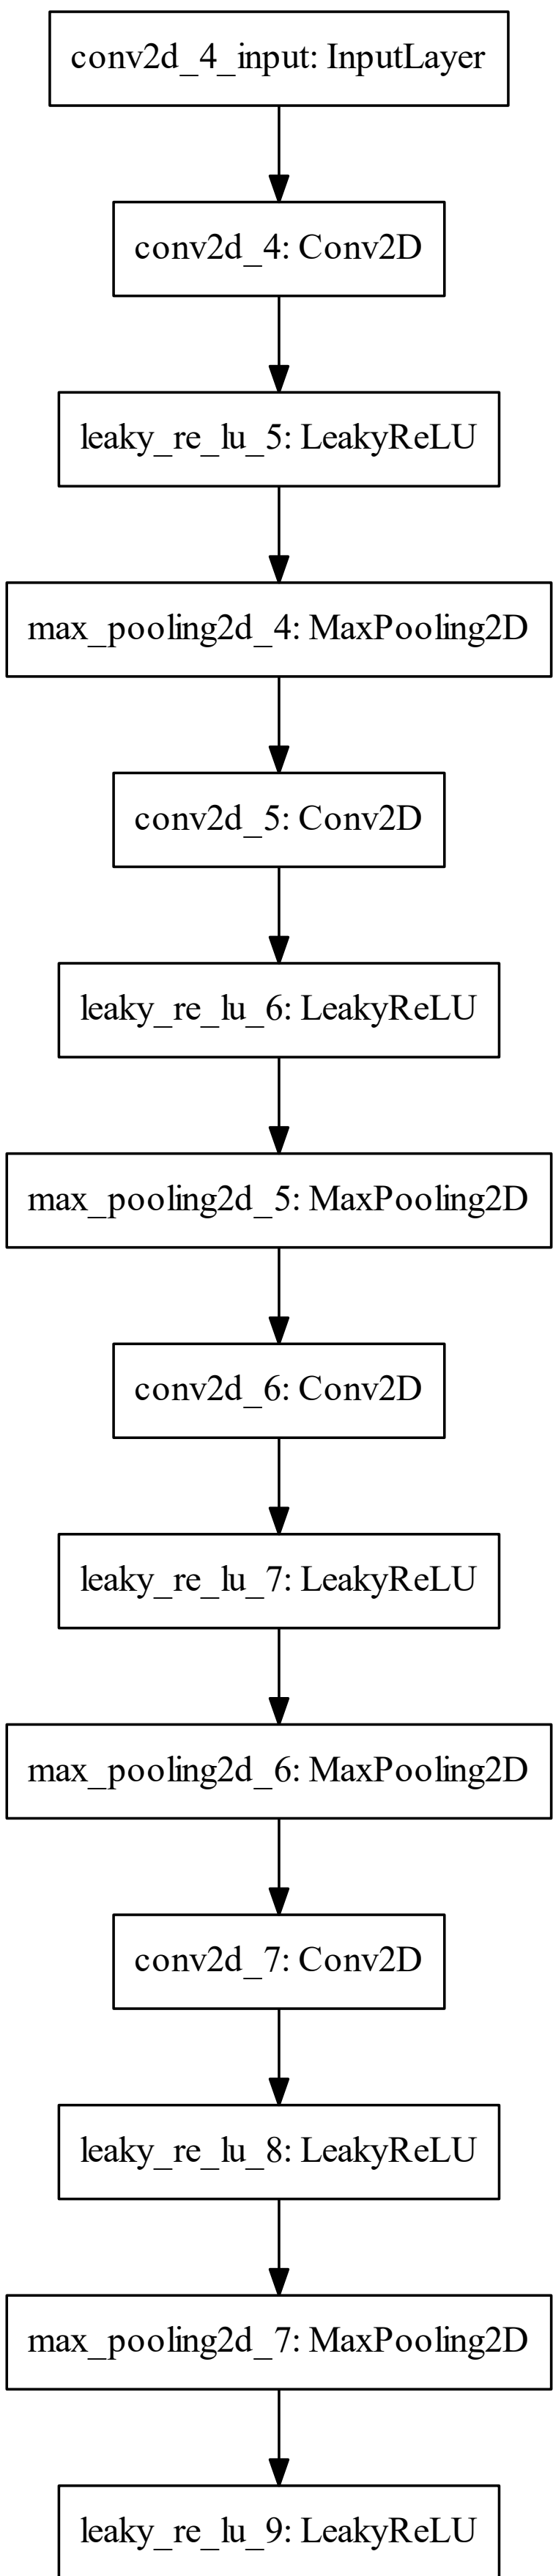 conv2d_4_input: InputLayer
conv2d_4: Conv2D
leaky_re_lu_5: LeakyReLU
max_pooling2d_4: MaxPooling2D
conv2d_5: Conv2D
leaky_re_lu_6: LeakyReLU
max_pooling2d_5: MaxPooling2D
conv2d_6: Conv2D
leaky_re_lu_7: LeakyReLU
max_pooling2d_6: MaxPooling2D
conv2d_7: Conv2D
leaky_re_lu_8: LeakyReLU
max_pooling2d_7: MaxPooling2D
leaky_re_lu_9: LeakyReLU